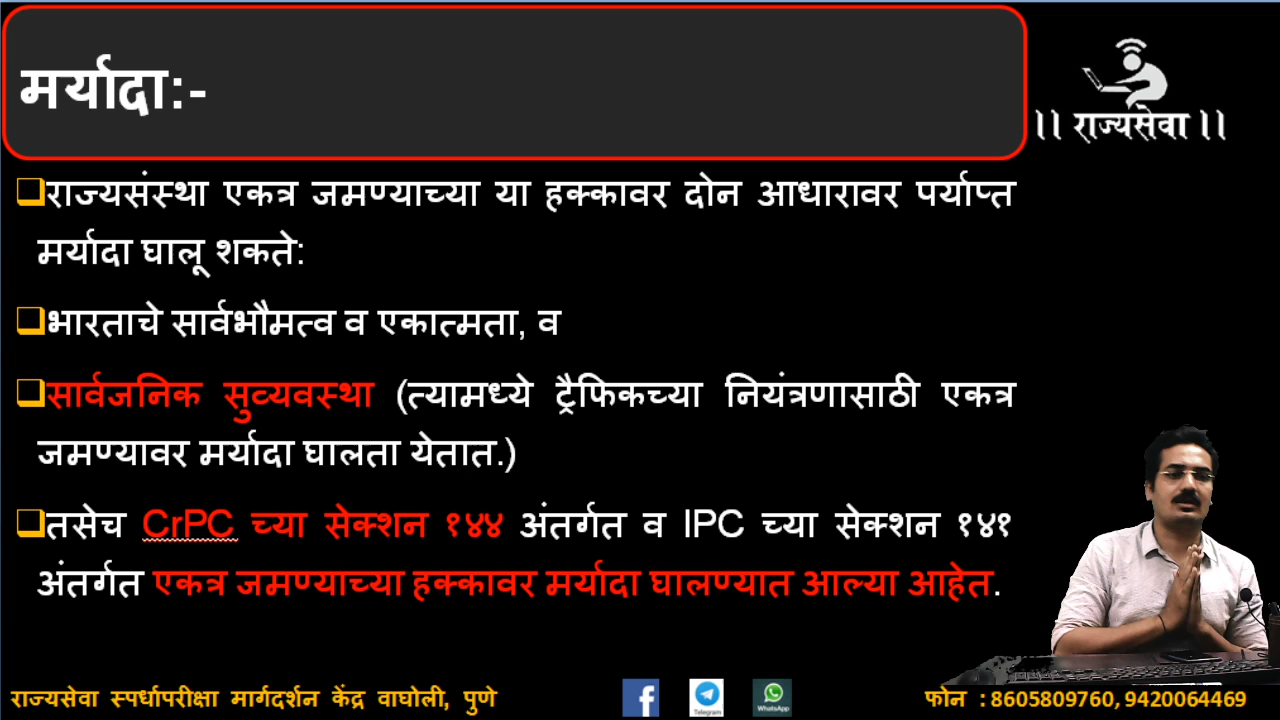 मर्यादा:-
।। राज्यसेवा ।।
राज्यसंस्था एकत्र जमण्याच्या या हक्कावर दोन आधारावर पर्याप्त
मर्यादा घालू शकते:
भारताचे सार्वभौमत्व व एकात्मता, व
सार्वजनिक सुव्यवस्था (त्यामध्ये ट्रैफिकच्या नियंत्रणासाठी एकत्र
जमण्यावर मर्यादा घालता येतात.)
तसेच CrPC च्या सेक्शन १४४ अंतर्गत व IPC च्या सेक्शन १४१
अंतर्गत एकत्र जमण्याच्या हक्कावर मर्यादा घालण्यात आल्या आहेत.
राज्यसेवा स्पर्धापरीक्षा मार्गदर्शन केंद्र वाघोली, पुणे
Telegram
WhatsApp
फोन : 8605809760, 9420064469